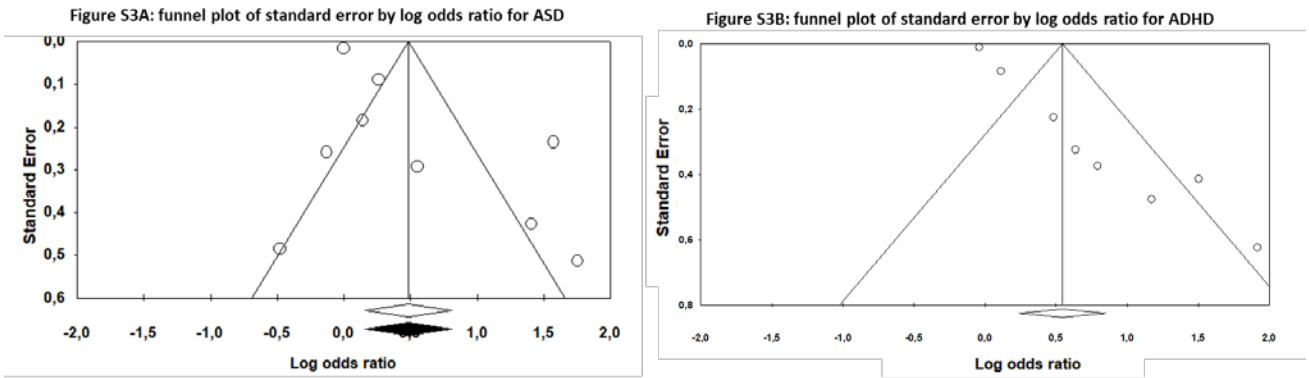 Figure S3A: funnel plot of standard error by log odds ratio for ASD
0,0
0,1
0,2
0,3
0,4
0,5
0,6
Standard Error
-2,0 -1,5 -1,0 -0,5 0,0 0,5 1,0 1,5 2,0
Log odds ratio
Figure S3B: funnel plot of standard error by log odds ratio for ADHD
0,0
0,2
0,4
0,6
0,8
Standard Error
-2,0 -1,5 -1,0 -0,5 0,0 0,5 1,0 1,5 2,0
Log odds ratio